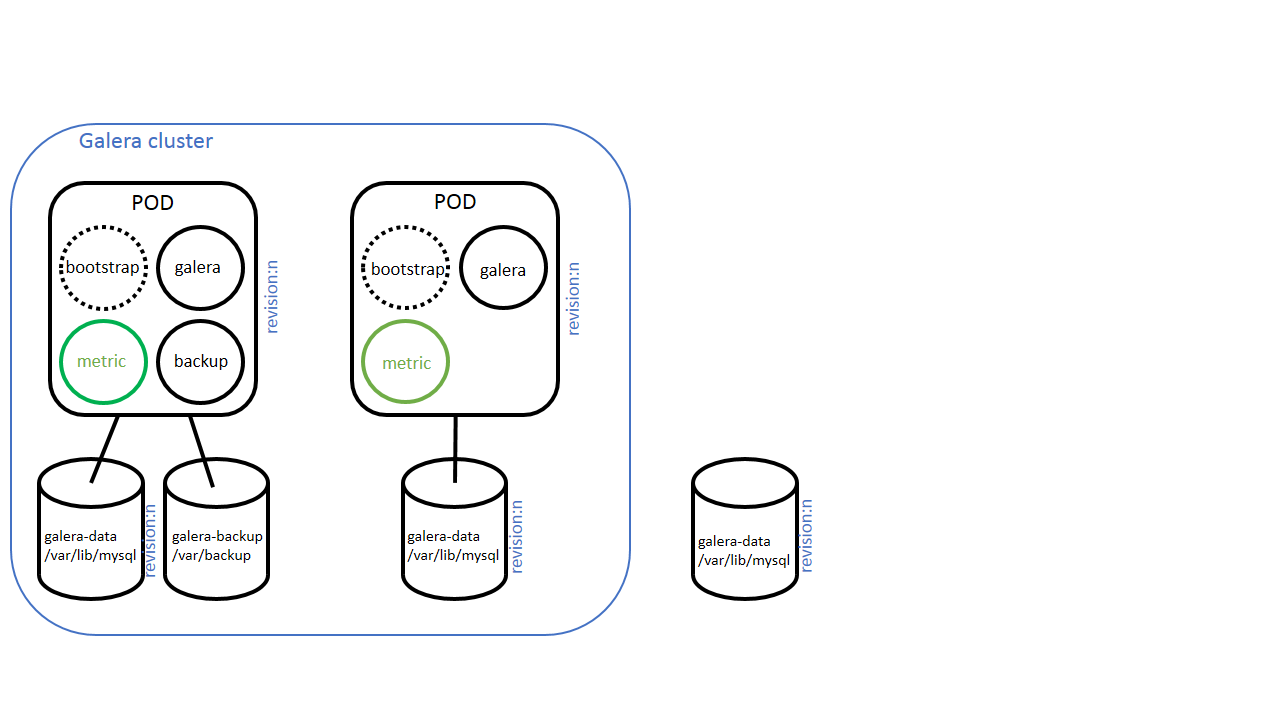 Galera cluster
POD
bootstrap
galera
metric
backup
revision:n
POD
bootstrap
galera
metric
revision:n
galera-data
/var/lib/mysql
revision:n
galera-backup
/var/backup
galera-data
/var/lib/mysql
revision:n
galera-data
/var/lib/mysql
revision:n